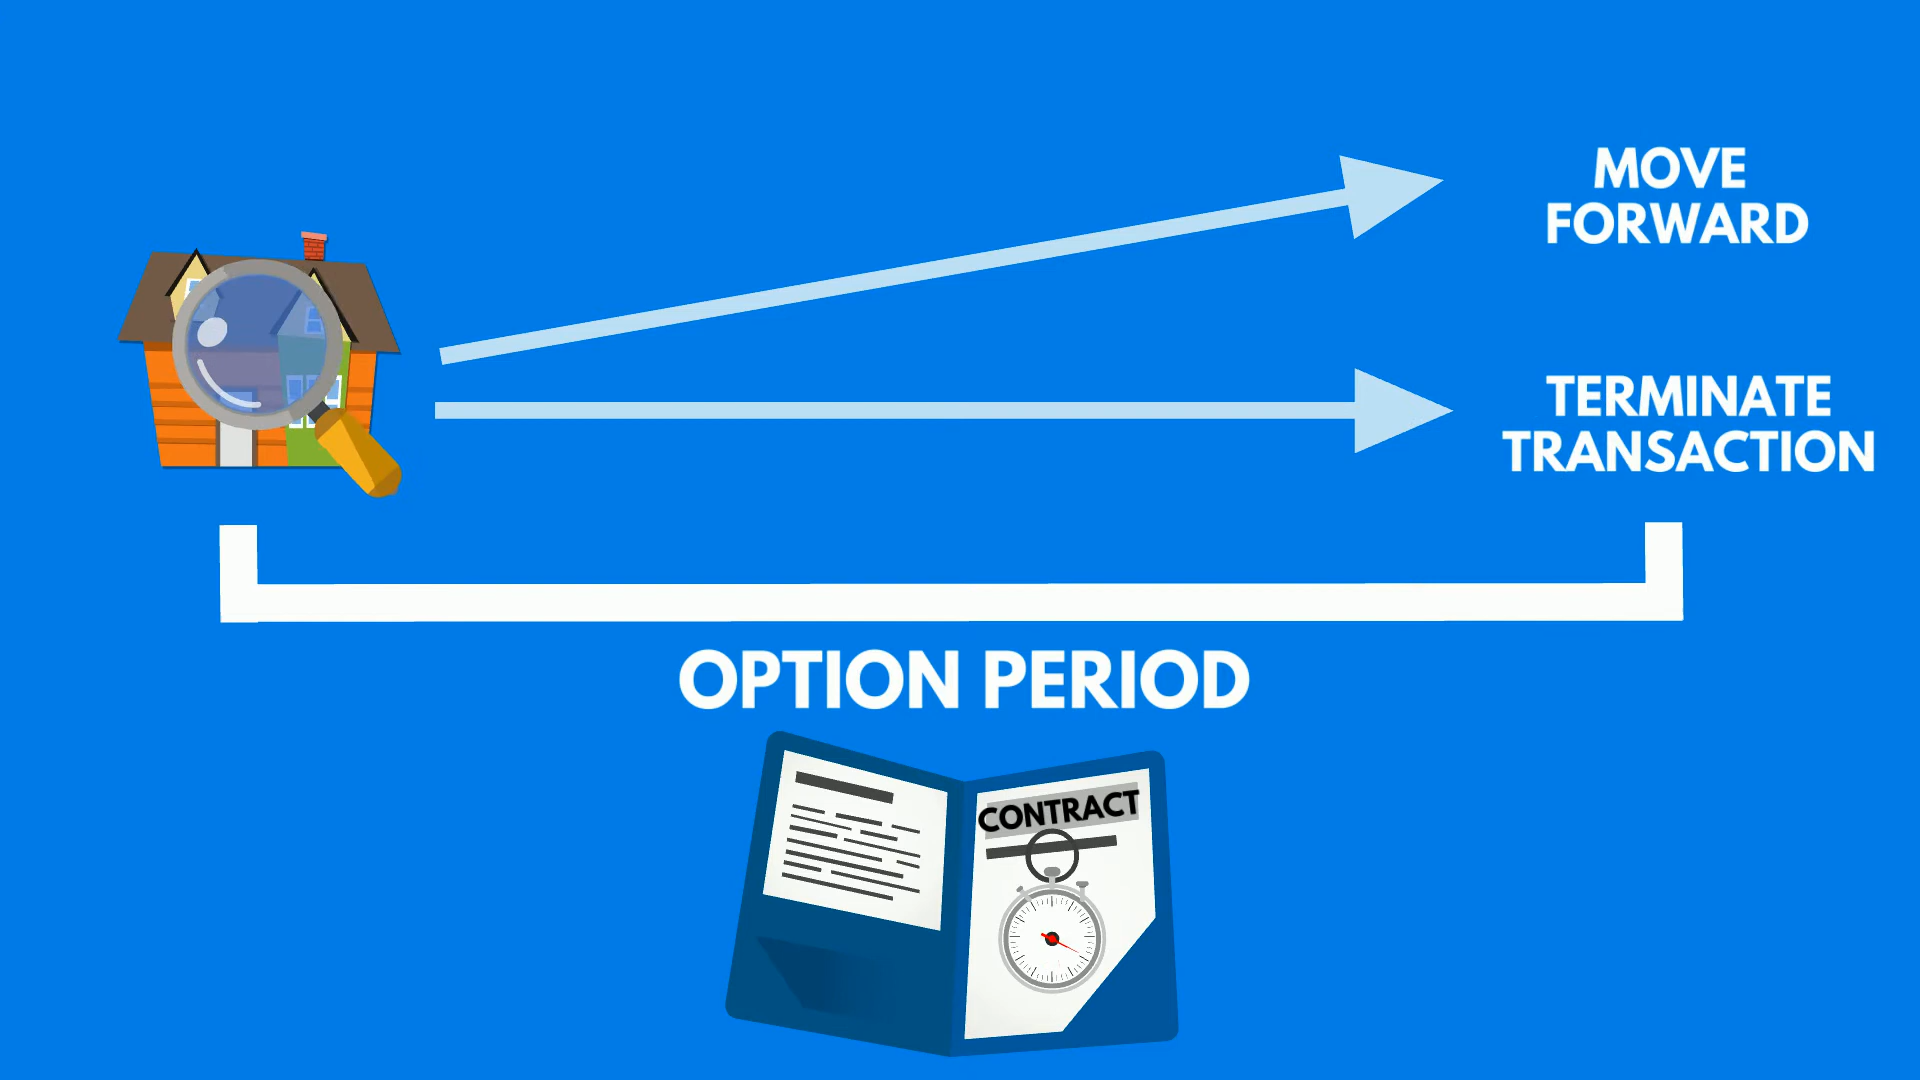 MOVE
FORWARD
TERMINATE
TRANSACTION
OPTION PERIOD
CONTRACT